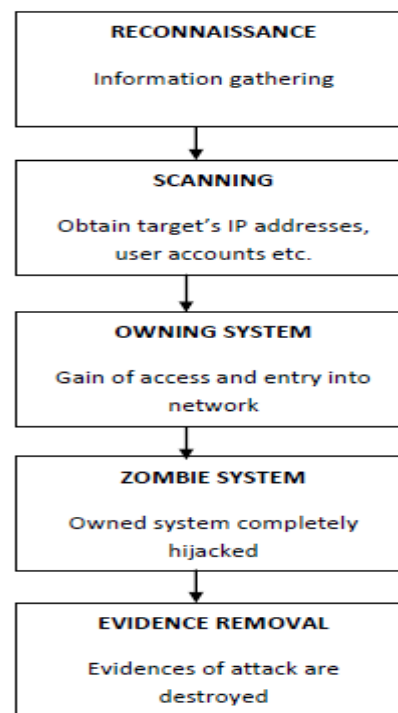 RECONNAISSANCE
Information gathering
SCANNING
Obtain target's IP addresses,
user accounts etc.
OWNING SYSTEM
Gain of access and entry into
network
ZOMBIE SYSTEM
Owned system completely
hijacked
EVIDENCE REMOVAL
Evidences of attack are
destroyed